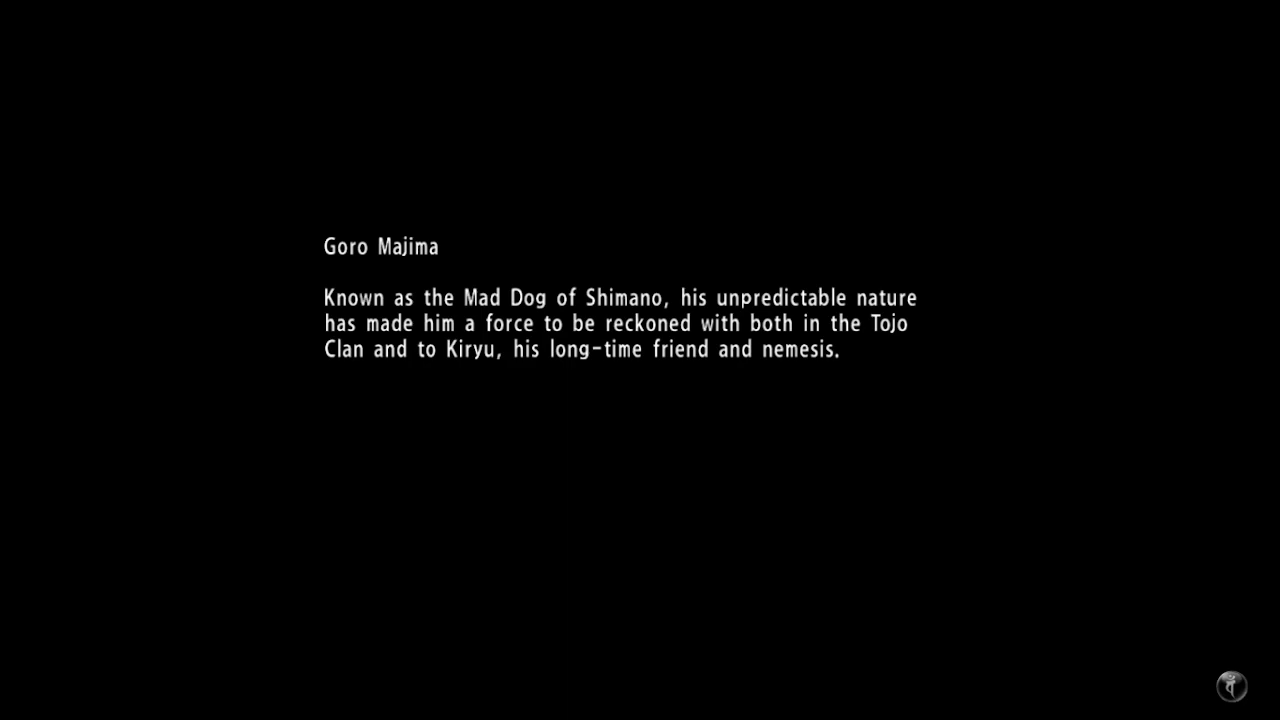 Goro Majima
Known as the Mad Dog of Shimano, his unpredictable nature
has made him a force to be reckoned with both in the Tojo
Clan and to Kiryu, his long-time friend and nemesis.